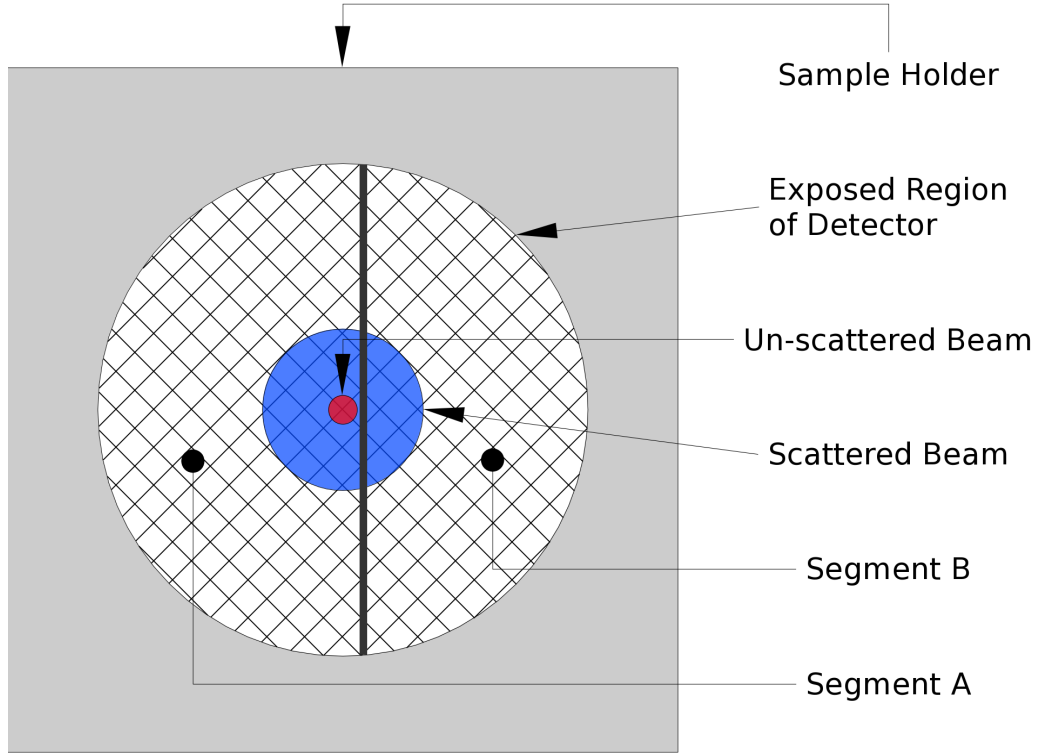 Sample Holder
Exposed Region
of Detector
Un-scattered Beam
Scattered Beam
Segment B
Segment A